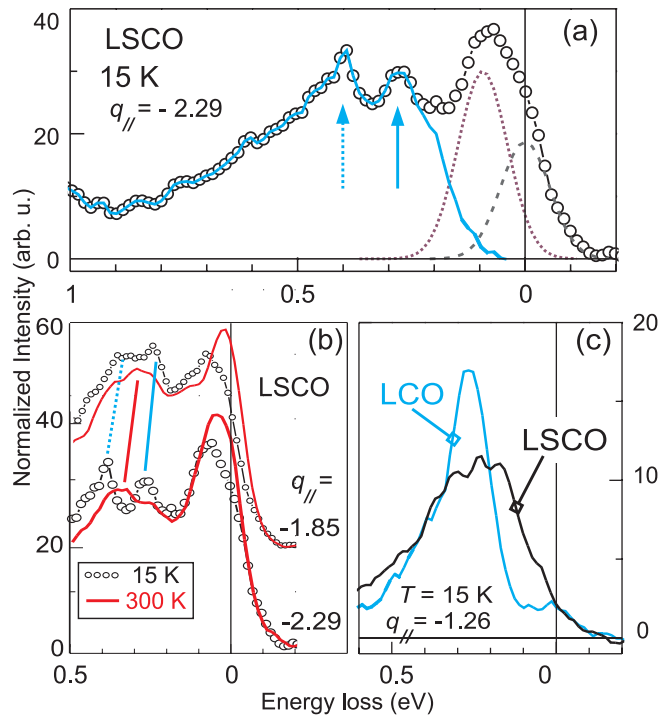 40
20
0
LSCO
15 K
q// = - 2.29
(a)
1
0.5
0
Normalized Intensity (arb. u.)
60
40
20
0
(b)
LSCO
q// =
-1.85
-2.29
15 K
300 K
0.5
0
(c)
20
10
0
LCO
LSCO
T = 15 K
q// = -1.26
0.5
0
Energy loss (eV)